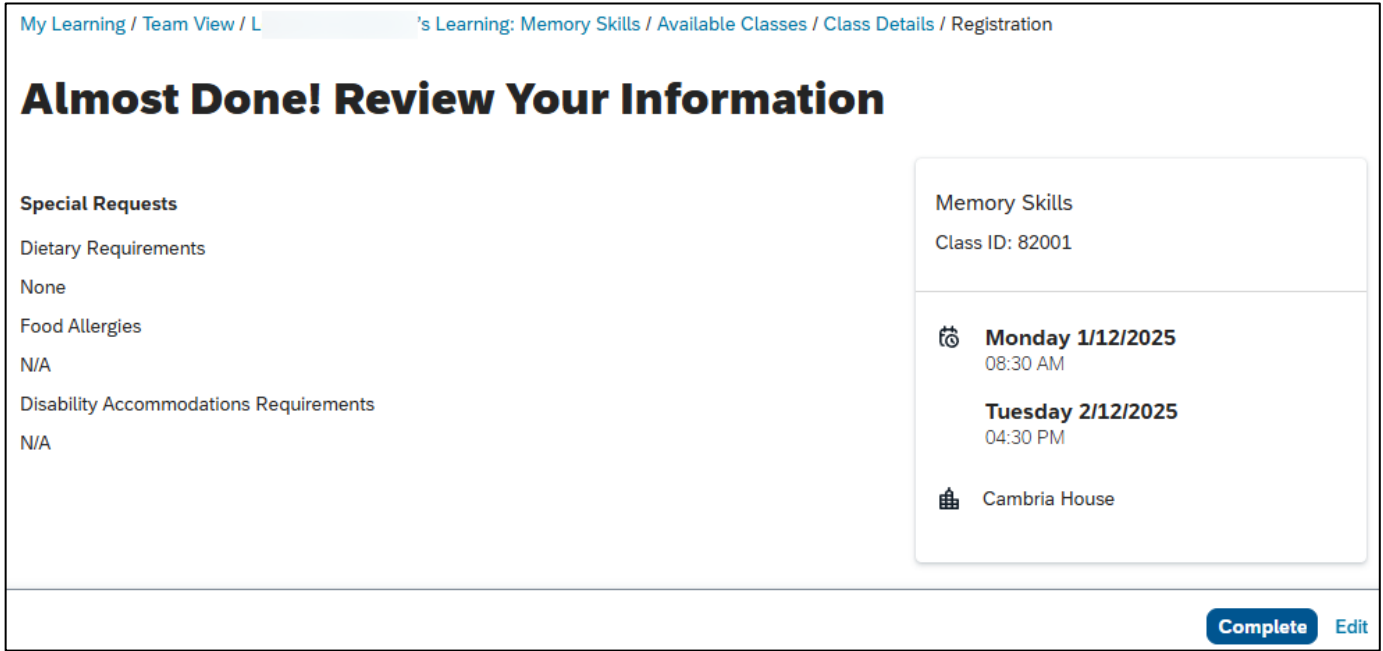 My Learning / Team View / L 's Learning: Memory Skills / Available Classes / Class Details / Registration
Almost Done! Review Your Information
Special Requests
Dietary Requirements
None
Food Allergies
N/A
Disability Accommodations Requirements
N/A
Memory Skills
Class ID: 82001
Monday 1/12/2025
08:30 AM
Tuesday 2/12/2025
04:30 PM
Cambria House
Complete Edit